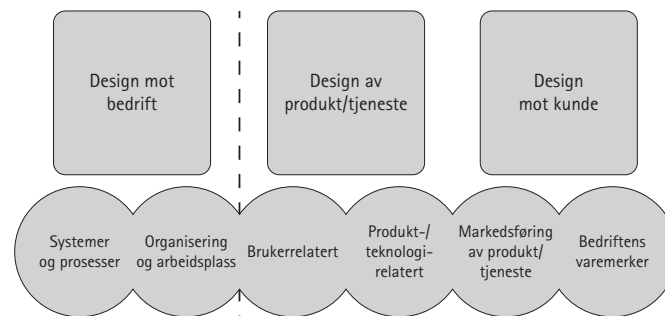 Design mot
bedrift
Design av
produkt/tjeneste
Design
mot kunde
Systemer
og prosesser
Organisering
og arbeidsplass
Brukerrelatert
Produkt-/
teknologi-
relatert
Markedsføring
av produkt/
tjeneste
Bedriftens
varemerker